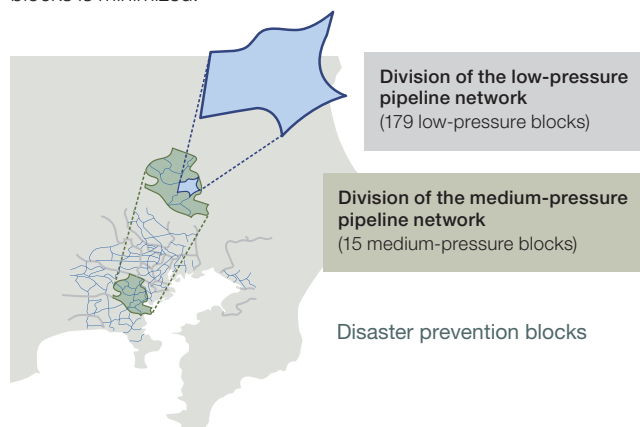 blocks is minimized.
Division of the low-pressure
pipeline network
(179 low-pressure blocks)
Division of the medium-pressure
pipeline network
(15 medium-pressure blocks)
Disaster prevention blocks